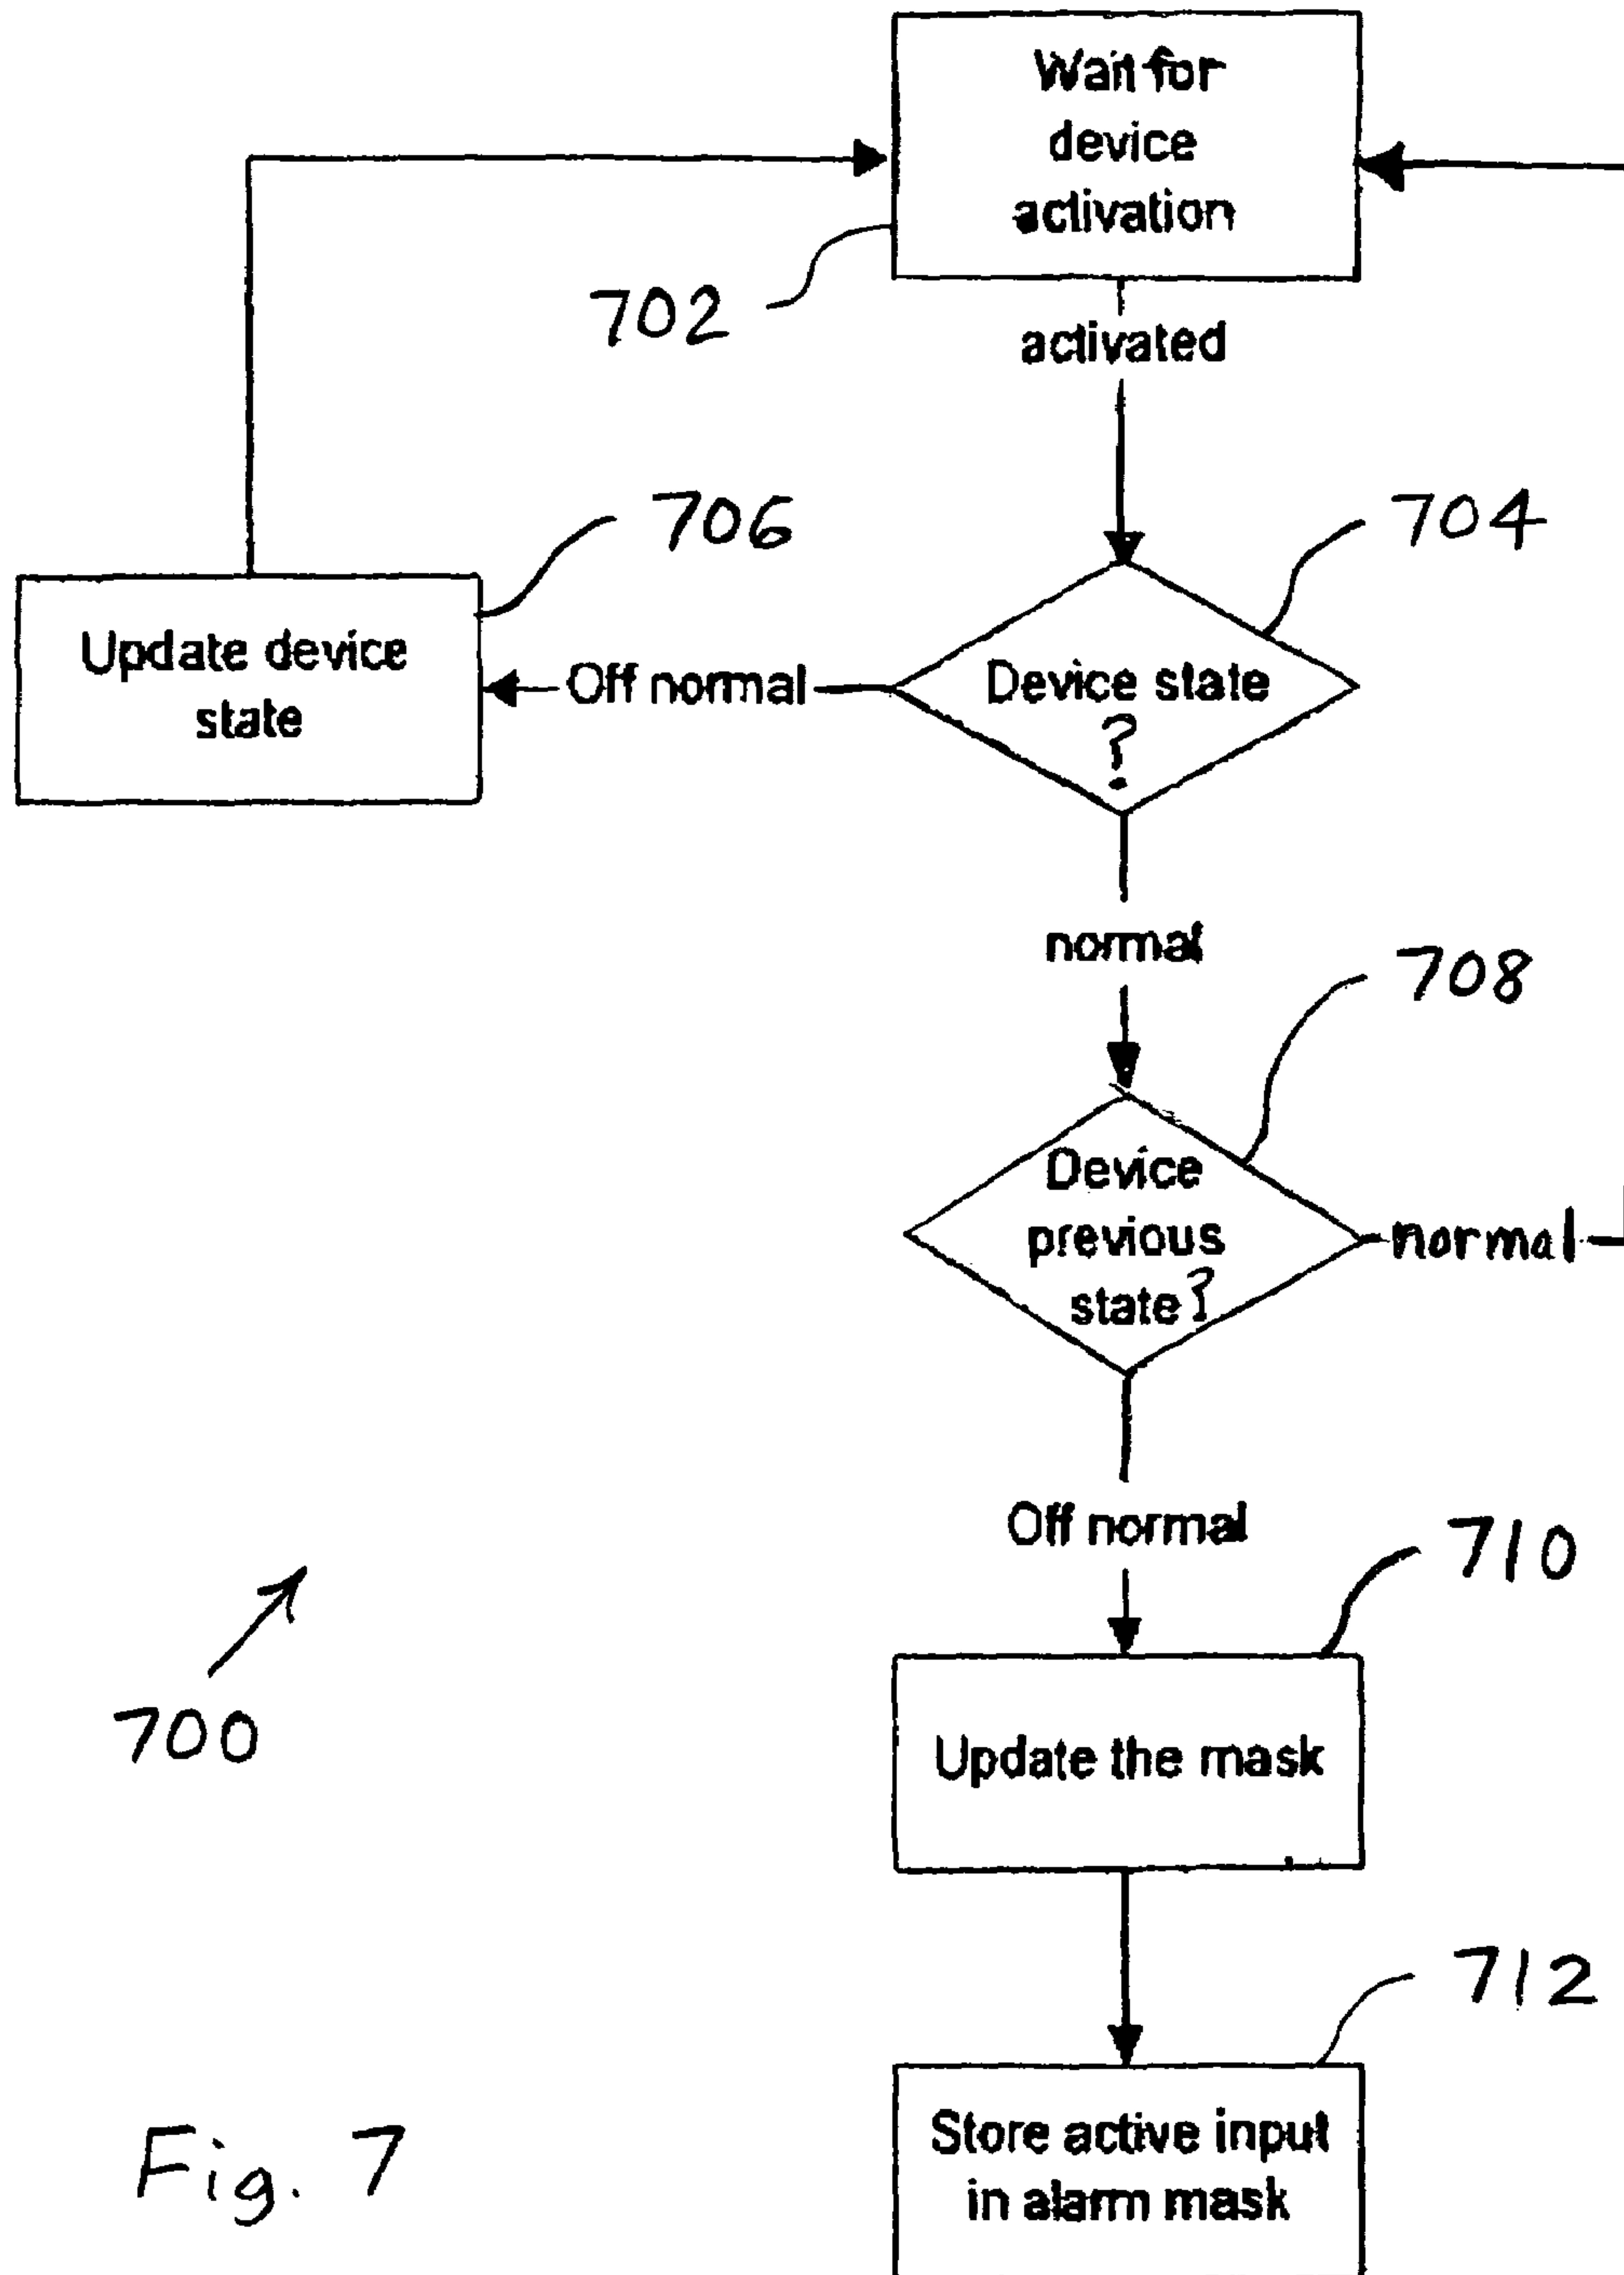 Wait for
device
activation
702
activated
706
704
Update device
state
Off normal
Device state
?
normal
708
Device
previous
state?
normal
Off normal
710
700
Update the mask
712
Store active input
in alarm mask
Fig. 7